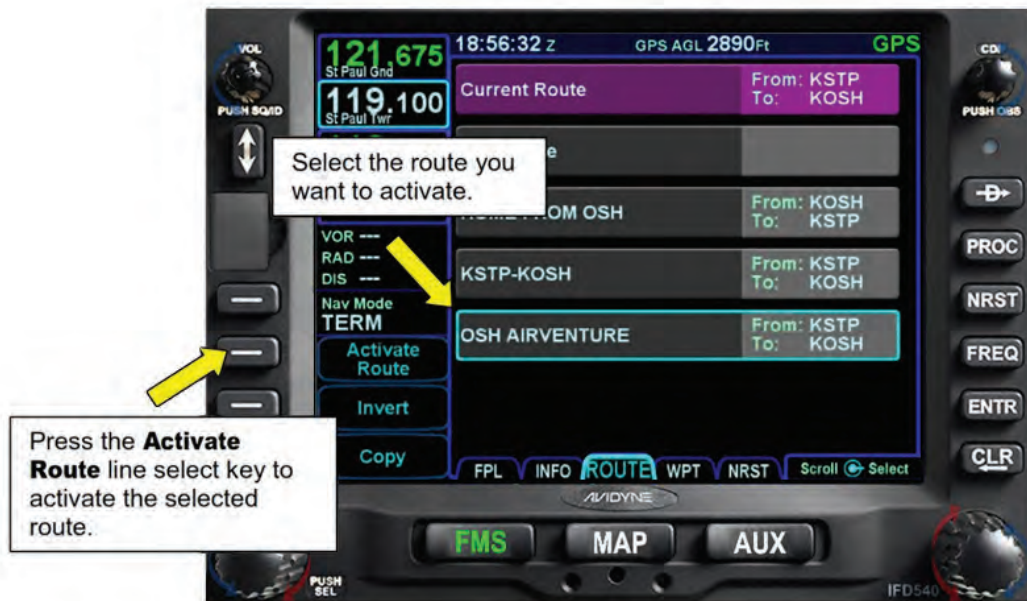 VOL
PUSH SQ/ID
121.675
St Paul Gnd
119.100
St Paul Twr
18:56:32 Z
GPS AGL 2890Ft
GPS
CDI
PUSH OBS
Current Route
From: KSTP
To: KOSH
Select the route you
want to activate.
FROM OSH
From: KOSH
To: KSTP
VOR ---
RAD ---
DIS ---
KSTP-KOSH
From: KSTP
To: KOSH
Nav Mode
TERM
OSH AIRVENTURE
From: KSTP
To: KOSH
Activate
Route
Invert
Copy
D
PROC
NRST
FREQ
ENTR
CLR
Press the Activate
Route line select key to
activate the selected
route.
FPL INFO ROUTE WPT NRST Scroll Select
AVIDYNE
FMS MAP AUX
PUSH
SEL
IFD540